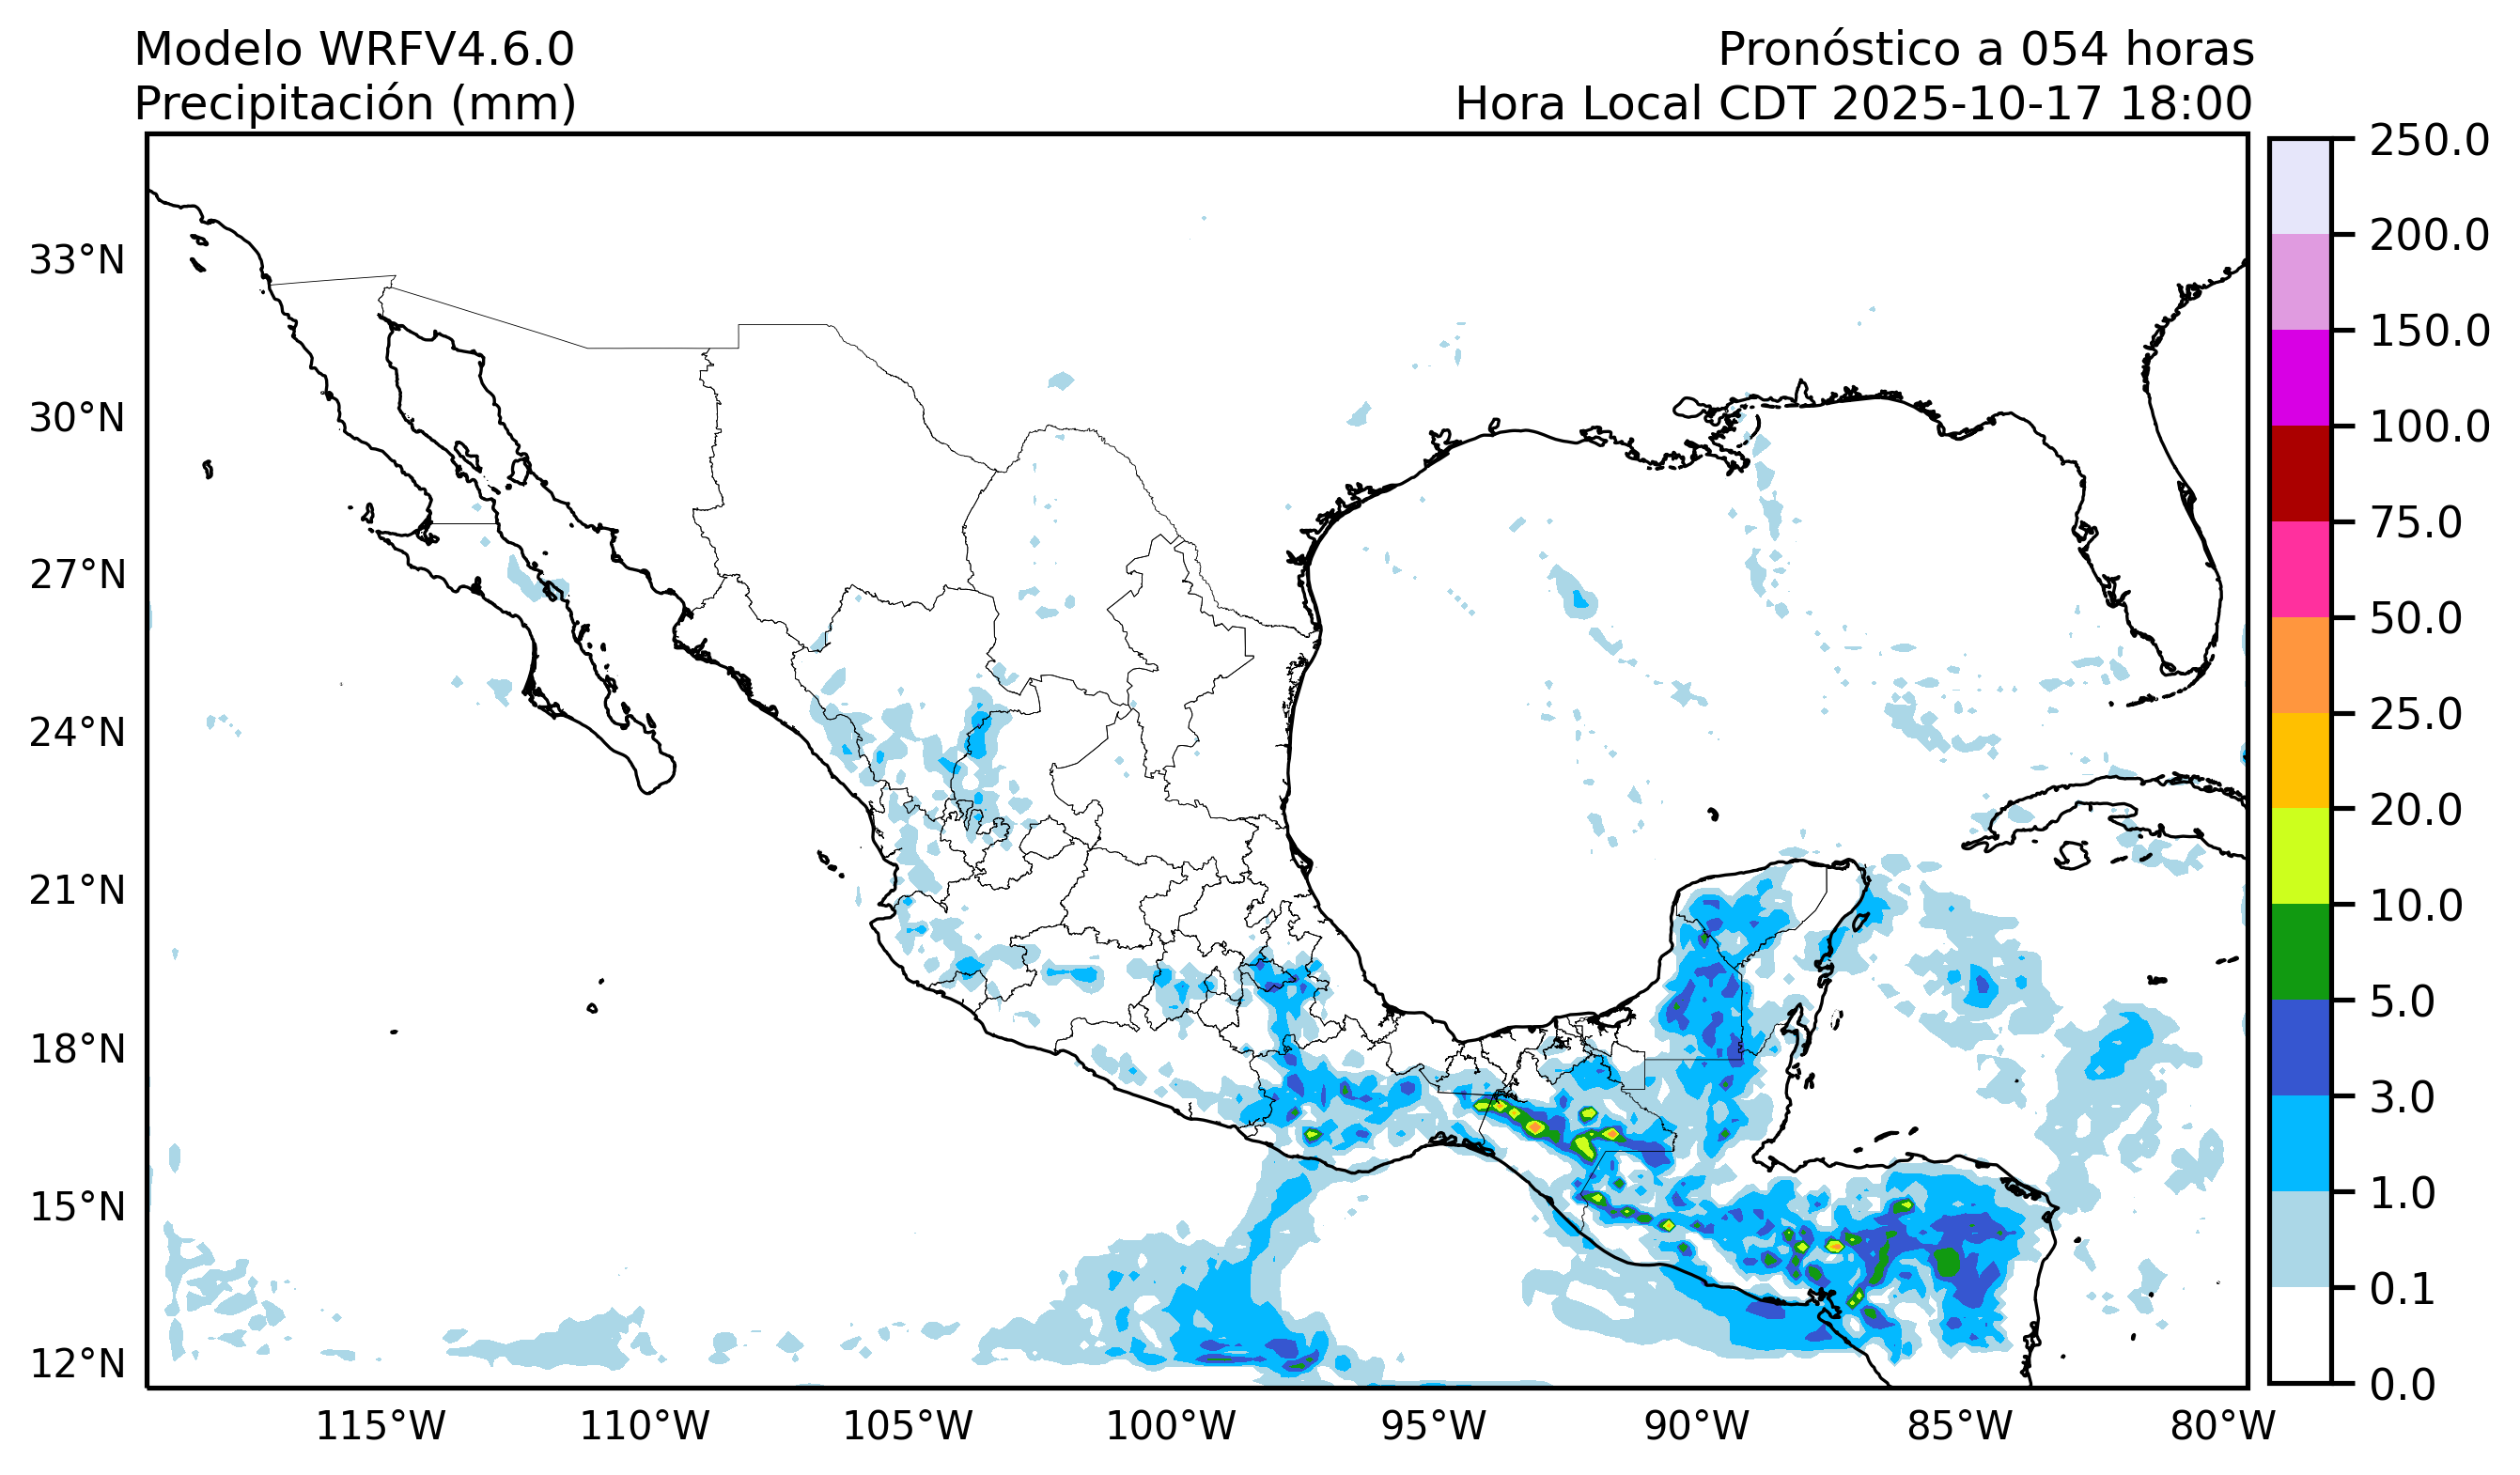 Modelo WRFV4.6.0
Precipitación (mm)
Pronóstico a 054 horas
Hora Local CDT 2025-10-17 18:00
33°N
30°N
27°N
24°N
21°N
18°N
15°N
12°N
115°W
110°W
105°W
100°W
95°W
90°W
85°W
80°W
250.0
200.0
150.0
100.0
75.0
50.0
25.0
20.0
10.0
5.0
3.0
1.0
0.1
0.0